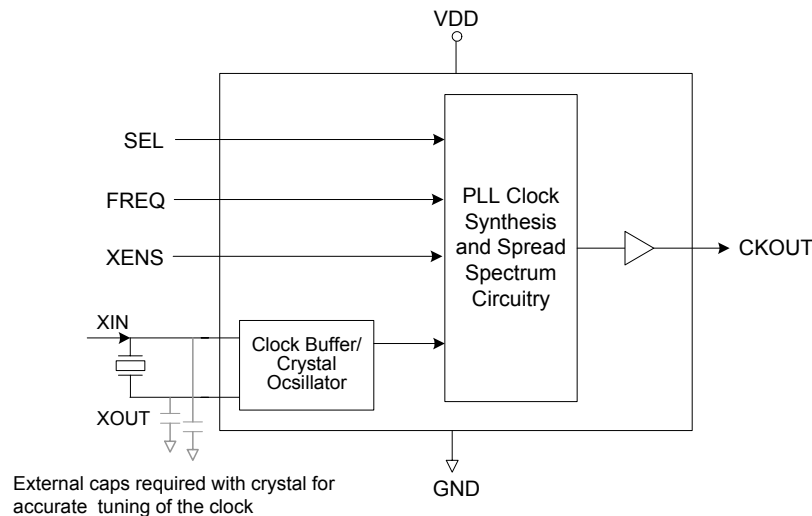 VDD
SEL
FREQ
XENS
PLL Clock
Synthesis
and Spread
Spectrum
Circuitry
CKOUT
XIN
Clock Buffer/
Crystal
Ocsillator
XOUT
GND
External caps required with crystal for
accurate tuning of the clock